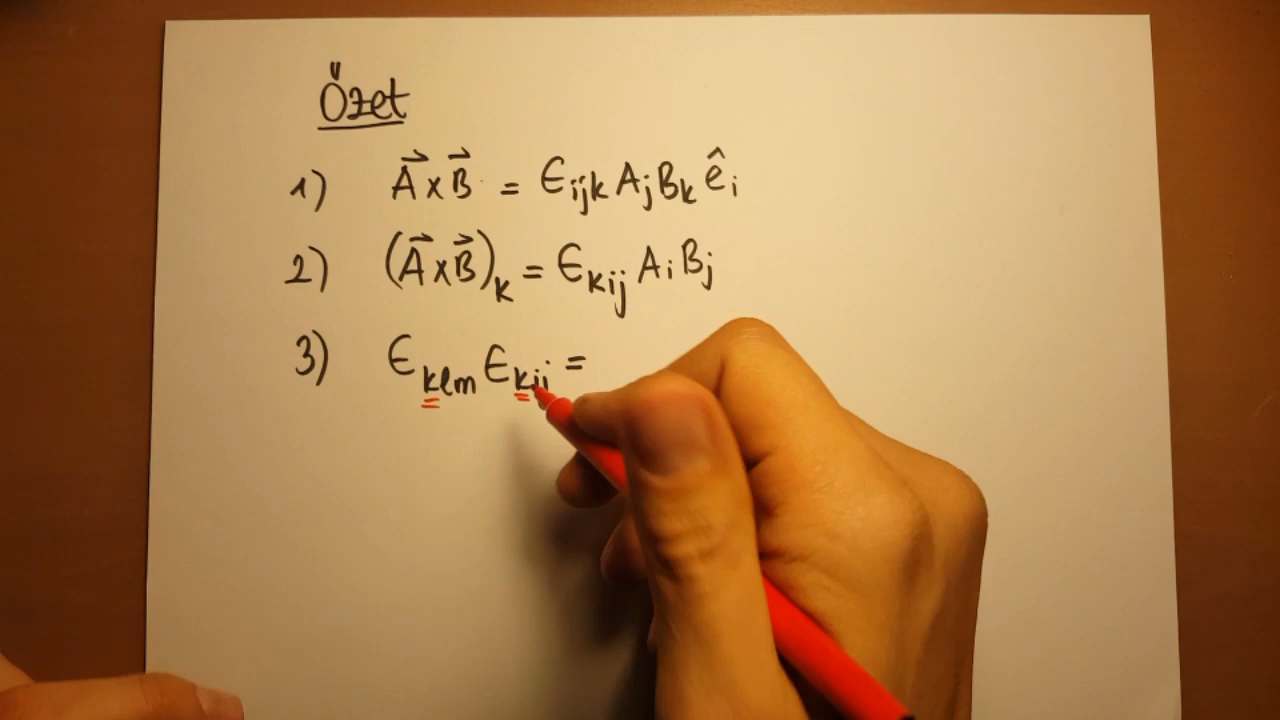 Özet
1) A⃗ x B⃗ = ϵᵢⱼₖ Aⱼ Bₖ êᵢ
2) (A⃗ x B⃗)ₖ = ϵₖᵢⱼ Aᵢ Bⱼ
3) ϵₖₗₘ ϵₖᵢⱼ =